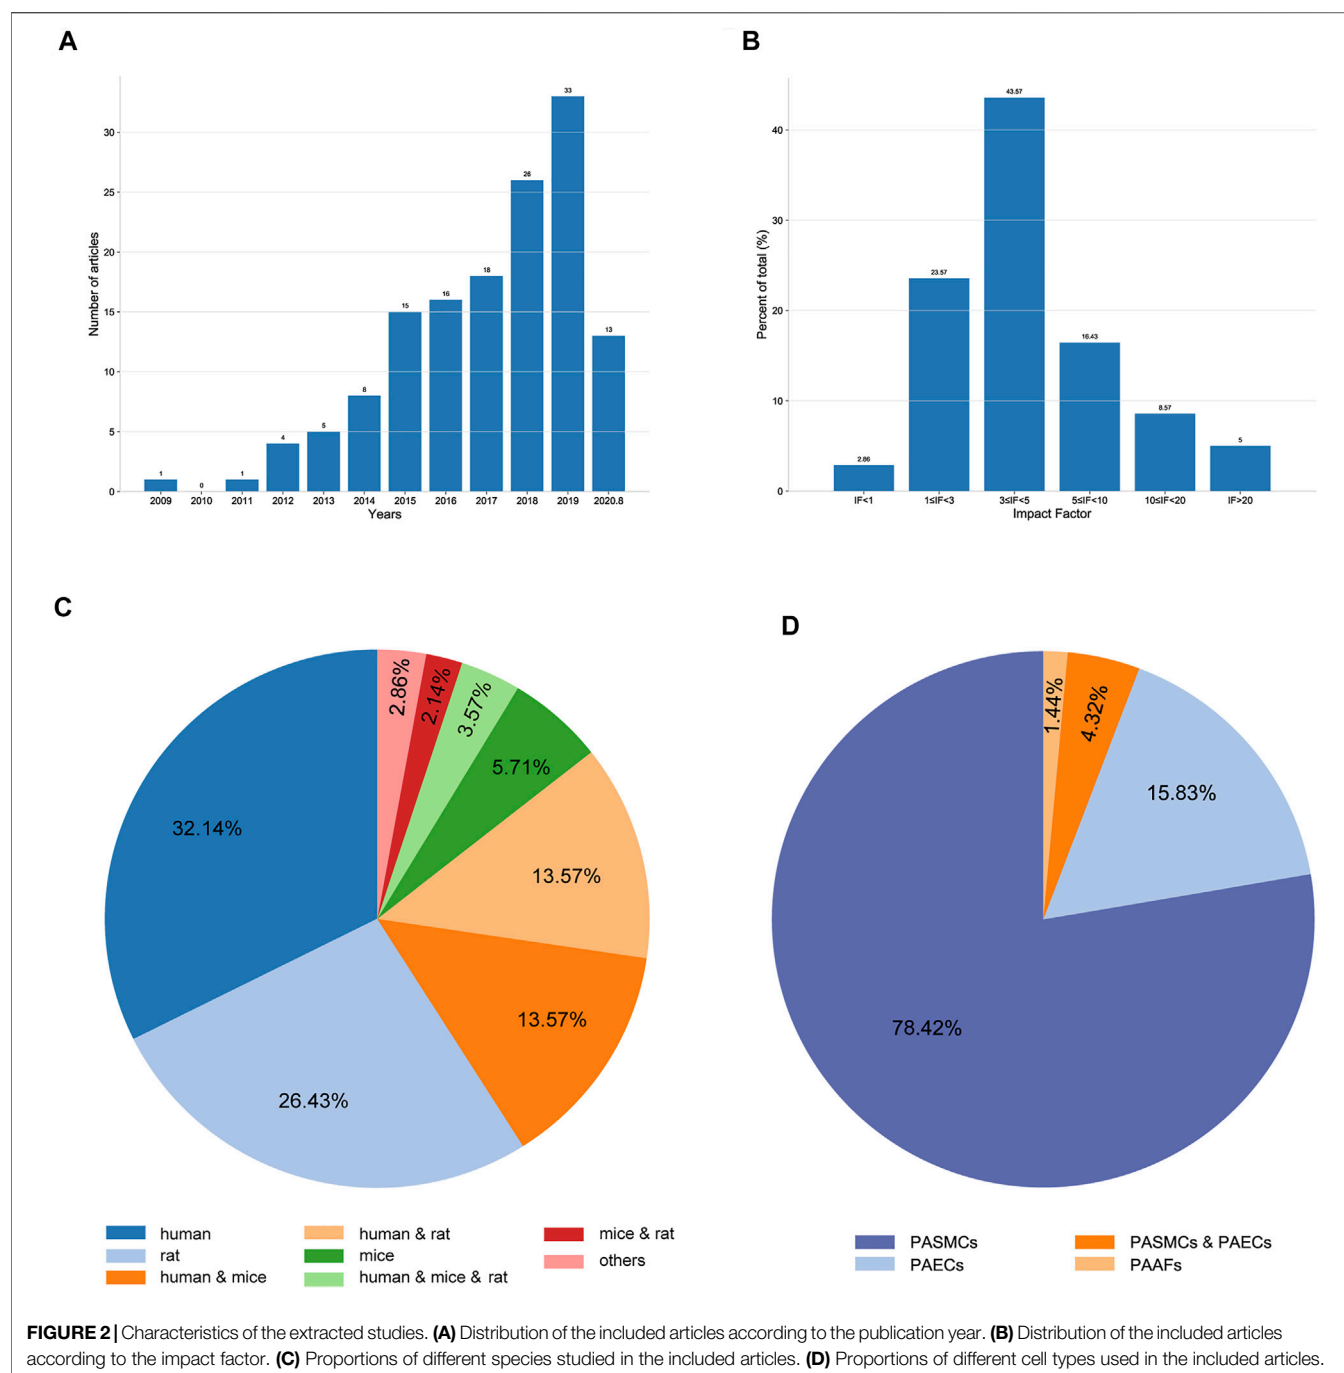 A
Number of articles
30
25
20
15
10
5
0
1
0
1
4
5
8
15
16
18
26
33
13
2009 2010 2011 2012 2013 2014 2015 2016 2017 2018 2019 2020.8
Years
B
Percent of total (%)
40
30
20
10
0
2.86
23.57
43.57
16.43
8.57
5
IF<1 1≤IF<3 3≤IF<5 5≤IF<10 10≤IF<20 IF>20
Impact Factor
C
2.86%
2.14%
3.57%
5.71%
13.57%
13.57%
26.43%
32.14%
human
rat
human & mice
human & rat
mice
human & mice & rat
mice & rat
others
D
1.44%
4.32%
15.83%
78.42%
PASMCs
PAECs
PASMCs & PAECs
PAAFs
FIGURE 2 | Characteristics of the extracted studies. (A) Distribution of the included articles according to the publication year. (B) Distribution of the included articles
according to the impact factor. (C) Proportions of different species studied in the included articles. (D) Proportions of different cell types used in the included articles.